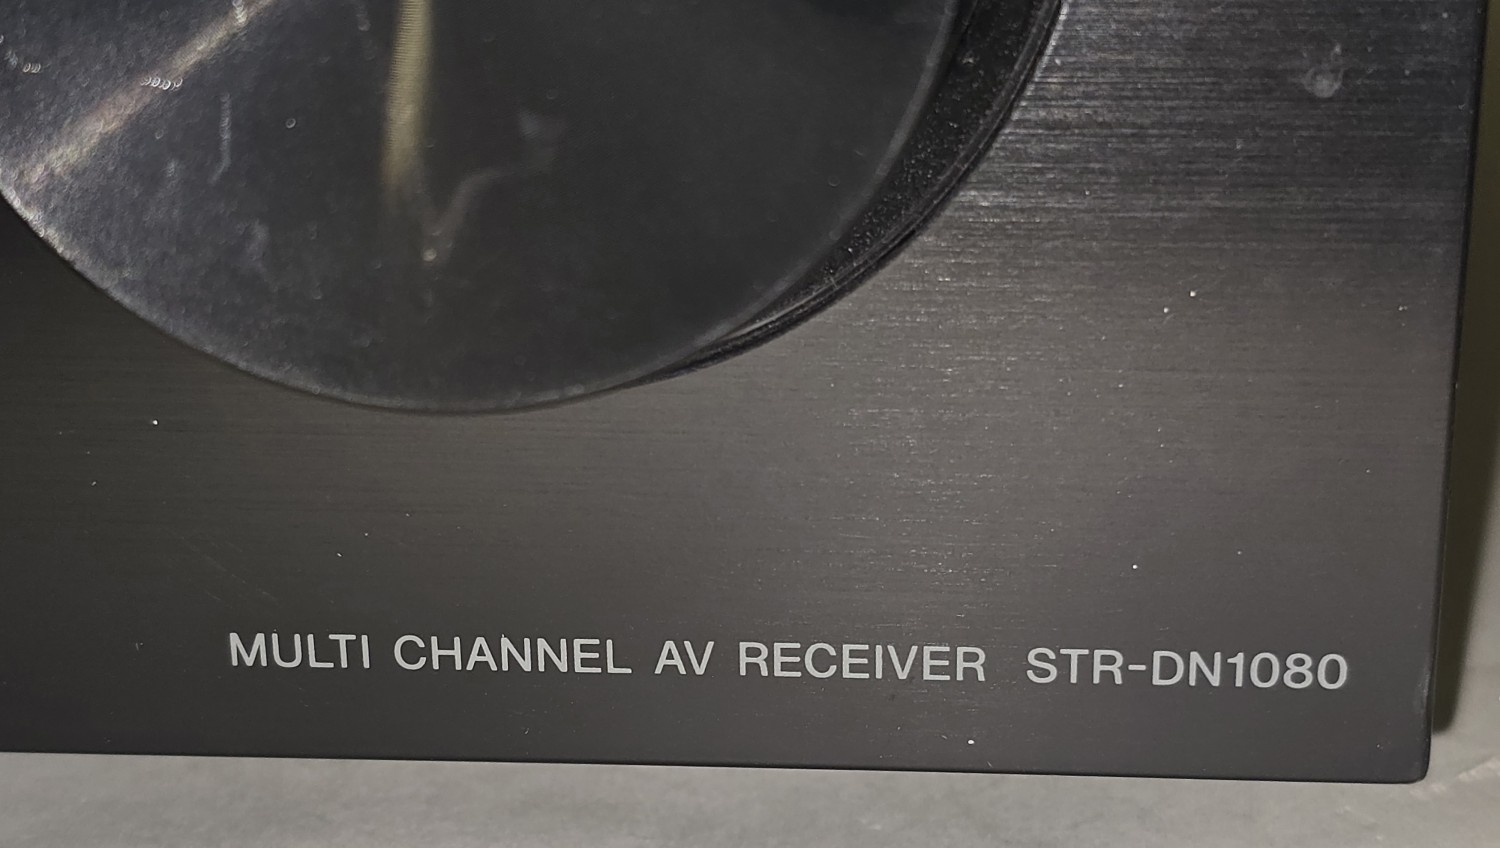 MULTI CHANNEL AV RECEIVER STR-DN1080